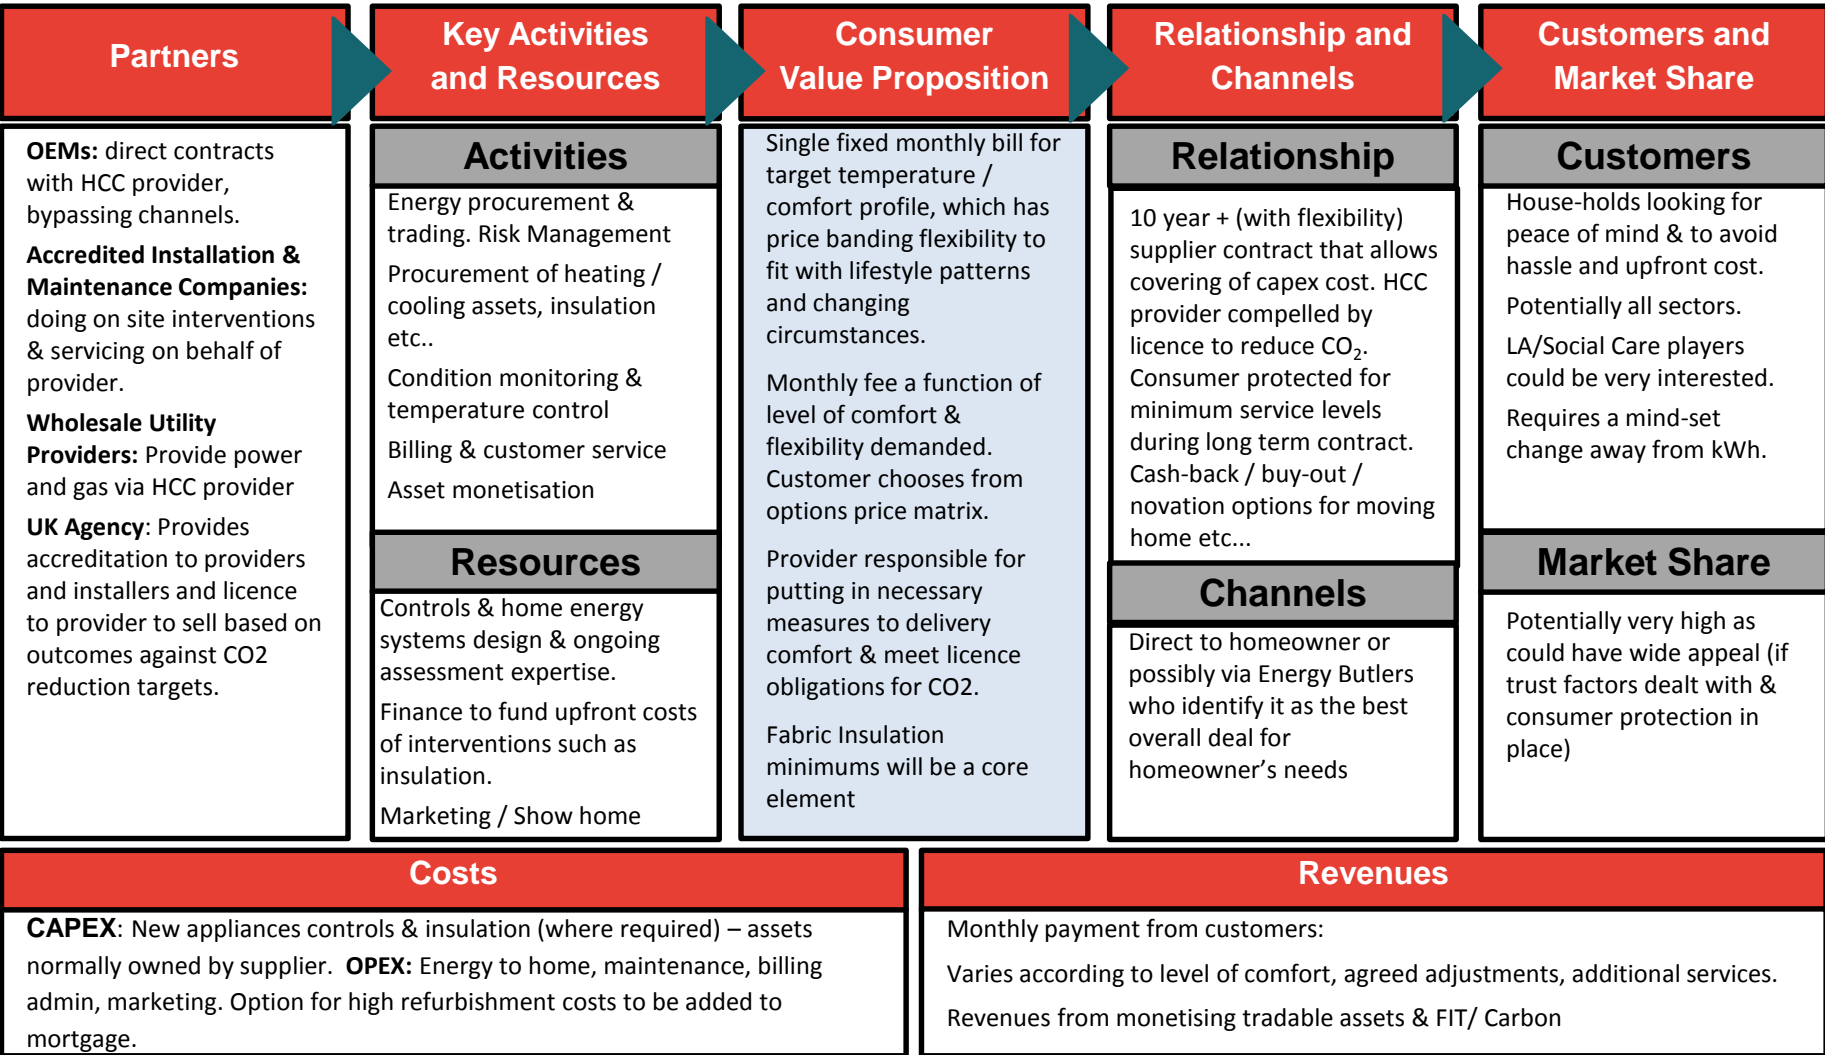 Partners
OEMs: direct contracts
with HCC provider,
bypassing channels.
Accredited Installation &
Maintenance Companies:
doing on site interventions
& servicing on behalf of
provider.
Wholesale Utility
Providers: Provide power
and gas via HCC provider
UK Agency: Provides
accreditation to providers
and installers and licence
to provider to sell based on
outcomes against CO2
reduction targets.
Key Activities
and Resources
Activities
Energy procurement &
trading. Risk Management
Procurement of heating /
cooling assets, insulation
etc..
Condition monitoring &
temperature control
Billing & customer service
Asset monetisation
Resources
Controls & home energy
systems design & ongoing
assessment expertise.
Finance to fund upfront costs
of interventions such as
insulation.
Marketing / Show home
Consumer
Value Proposition
Single fixed monthly bill for
target temperature /
comfort profile, which has
price banding flexibility to
fit with lifestyle patterns
and changing
circumstances.
Monthly fee a function of
level of comfort &
flexibility demanded.
Customer chooses from
options price matrix.
Provider responsible for
putting in necessary
measures to delivery
comfort & meet licence
obligations for CO2.
Fabric Insulation
minimums will be a core
element
Relationship and
Channels
Relationship
10 year + (with flexibility)
supplier contract that allows
covering of capex cost. HCC
provider compelled by
licence to reduce CO₂.
Consumer protected for
minimum service levels
during long term contract.
Cash-back / buy-out /
novation options for moving
home etc...
Channels
Direct to homeowner or
possibly via Energy Butlers
who identify it as the best
overall deal for
homeowner’s needs
Customers and
Market Share
Customers
House-holds looking for
peace of mind & to avoid
hassle and upfront cost.
Potentially all sectors.
LA/Social Care players
could be very interested.
Requires a mind-set
change away from kWh.
Market Share
Potentially very high as
could have wide appeal (if
trust factors dealt with &
consumer protection in
place)
Costs
CAPEX: New appliances controls & insulation (where required) – assets
normally owned by supplier. OPEX: Energy to home, maintenance, billing
admin, marketing. Option for high refurbishment costs to be added to
mortgage.
Revenues
Monthly payment from customers:
Varies according to level of comfort, agreed adjustments, additional services.
Revenues from monetising tradable assets & FIT/ Carbon